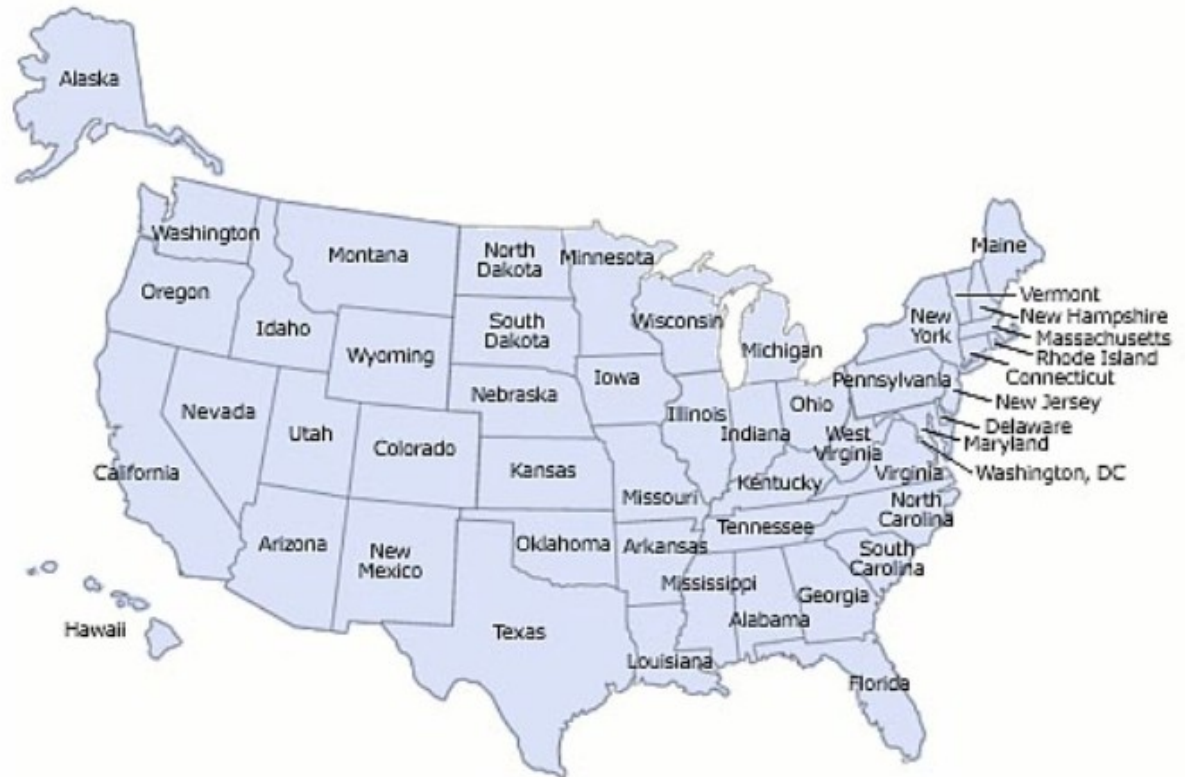 Alaska
Washington
Montana
North
Dakota
Minnesota
Maine
Oregon
Idaho
Wyoming
South
Dakota
Wisconsin
Michigan
New
York
Vermont
New Hampshire
Massachusetts
Rhode Island
Connecticut
Nevada
Utah
Colorado
Nebraska
Iowa
Illinois
Indiana
Ohio
Pennsylvania
New Jersey
Delaware
Maryland
Washington, DC
California
Kansas
Missouri
Kentucky
West
Virginia
Virginia
Arizona
New
Mexico
Oklahoma
Arkansas
Tennessee
North
Carolina
South
Carolina
Hawaii
Texas
Louisiana
Mississippi
Alabama
Georgia
Florida